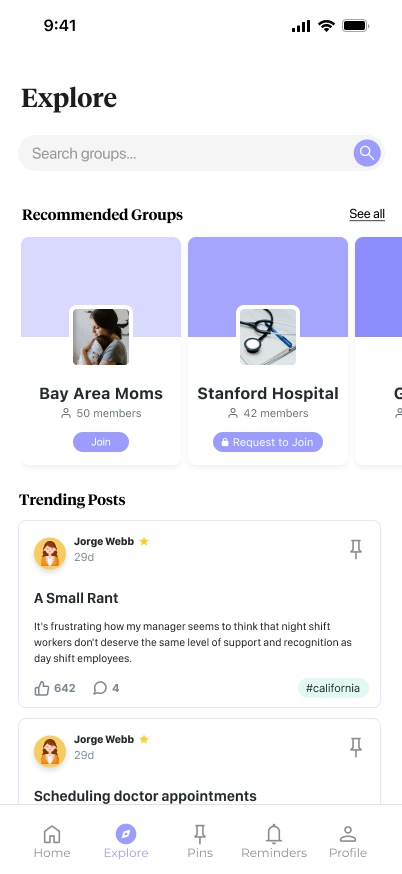 9:41
Explore
Search groups...
Recommended Groups
See all
Bay Area Moms
50 members
Join
Stanford Hospital
42 members
Request to Join
G
Trending Posts
Jorge Webb
29d
A Small Rant
It's frustrating how my manager seems to think that night shift
workers don't deserve the same level of support and recognition as
day shift employees.
642
4
#california
Jorge Webb
29d
Scheduling doctor appointments
Home
Explore
Pins
Reminders
Profile